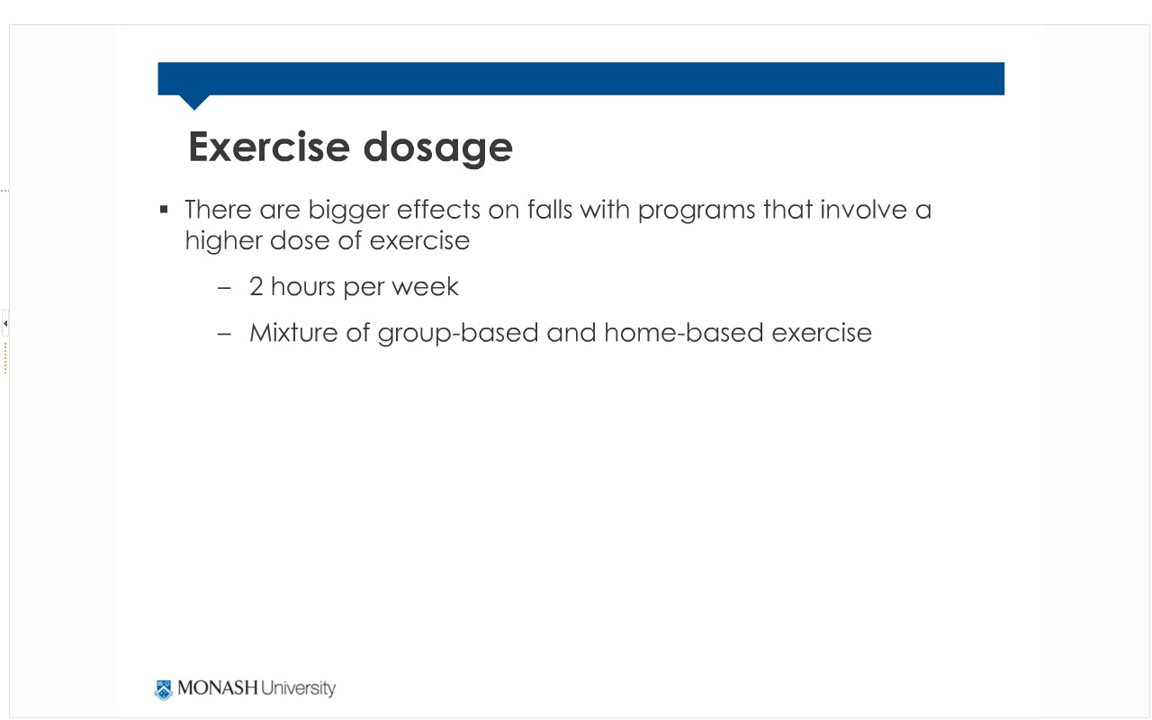 Exercise dosage
▪ There are bigger effects on falls with programs that involve a
higher dose of exercise
– 2 hours per week
– Mixture of group-based and home-based exercise
MONASH University